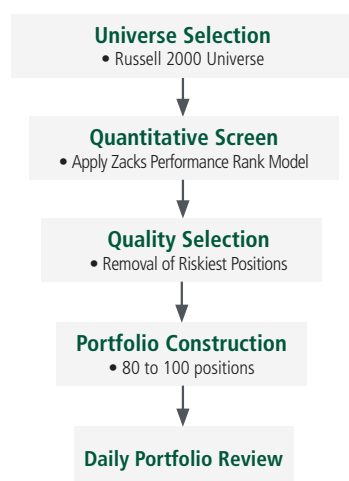 Universe Selection
• Russell 2000 Universe
Quantitative Screen
• Apply Zacks Performance Rank Model
Quality Selection
• Removal of Riskiest Positions
Portfolio Construction
• 80 to 100 positions
Daily Portfolio Review